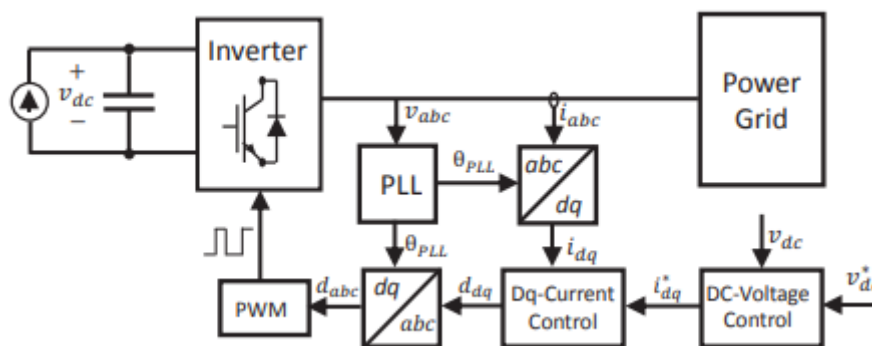 Inverter
+
v_dc
−
Power
Grid
v_abc
i_abc
θ_PLL
PLL
abc
dq
θ_PLL
i_dq
v_dc
d_abc
dq
abc
d_dq
Dq-Current
Control
i*_dq
DC-Voltage
Control
PWM